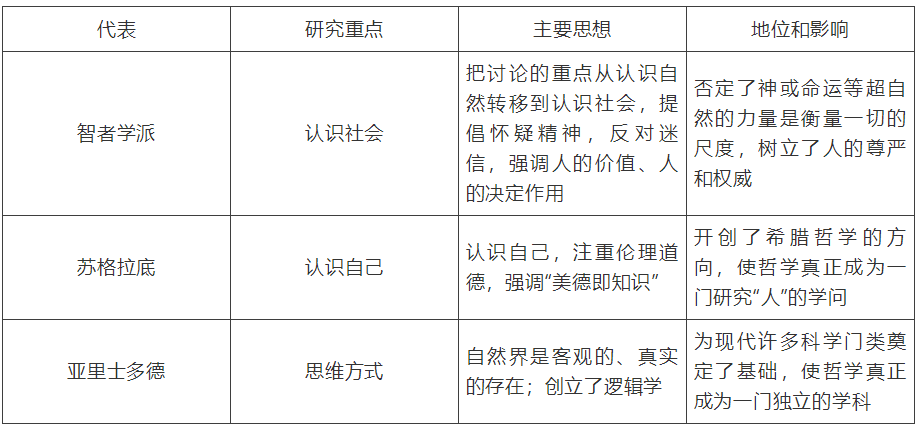 代表 研究重点 主要思想 地位和影响
智者学派
认识社会
把讨论的重点从认识自
然转移到认识社会，提
倡怀疑精神，反对迷
信，强调人的价值、人
的决定作用
否定了神或命运等超自
然的力量是衡量一切的
尺度，树立了人的尊严
和权威
苏格拉底
认识自己
认识自己，注重伦理道
德，强调“美德即知识”
开创了希腊哲学的方
向，使哲学真正成为一
门研究“人”的学问
亚里士多德
思维方式
自然界是客观的、真实
的存在；创立了逻辑学
为现代许多科学门类奠
定了基础，使哲学真正
成为一门独立的学科